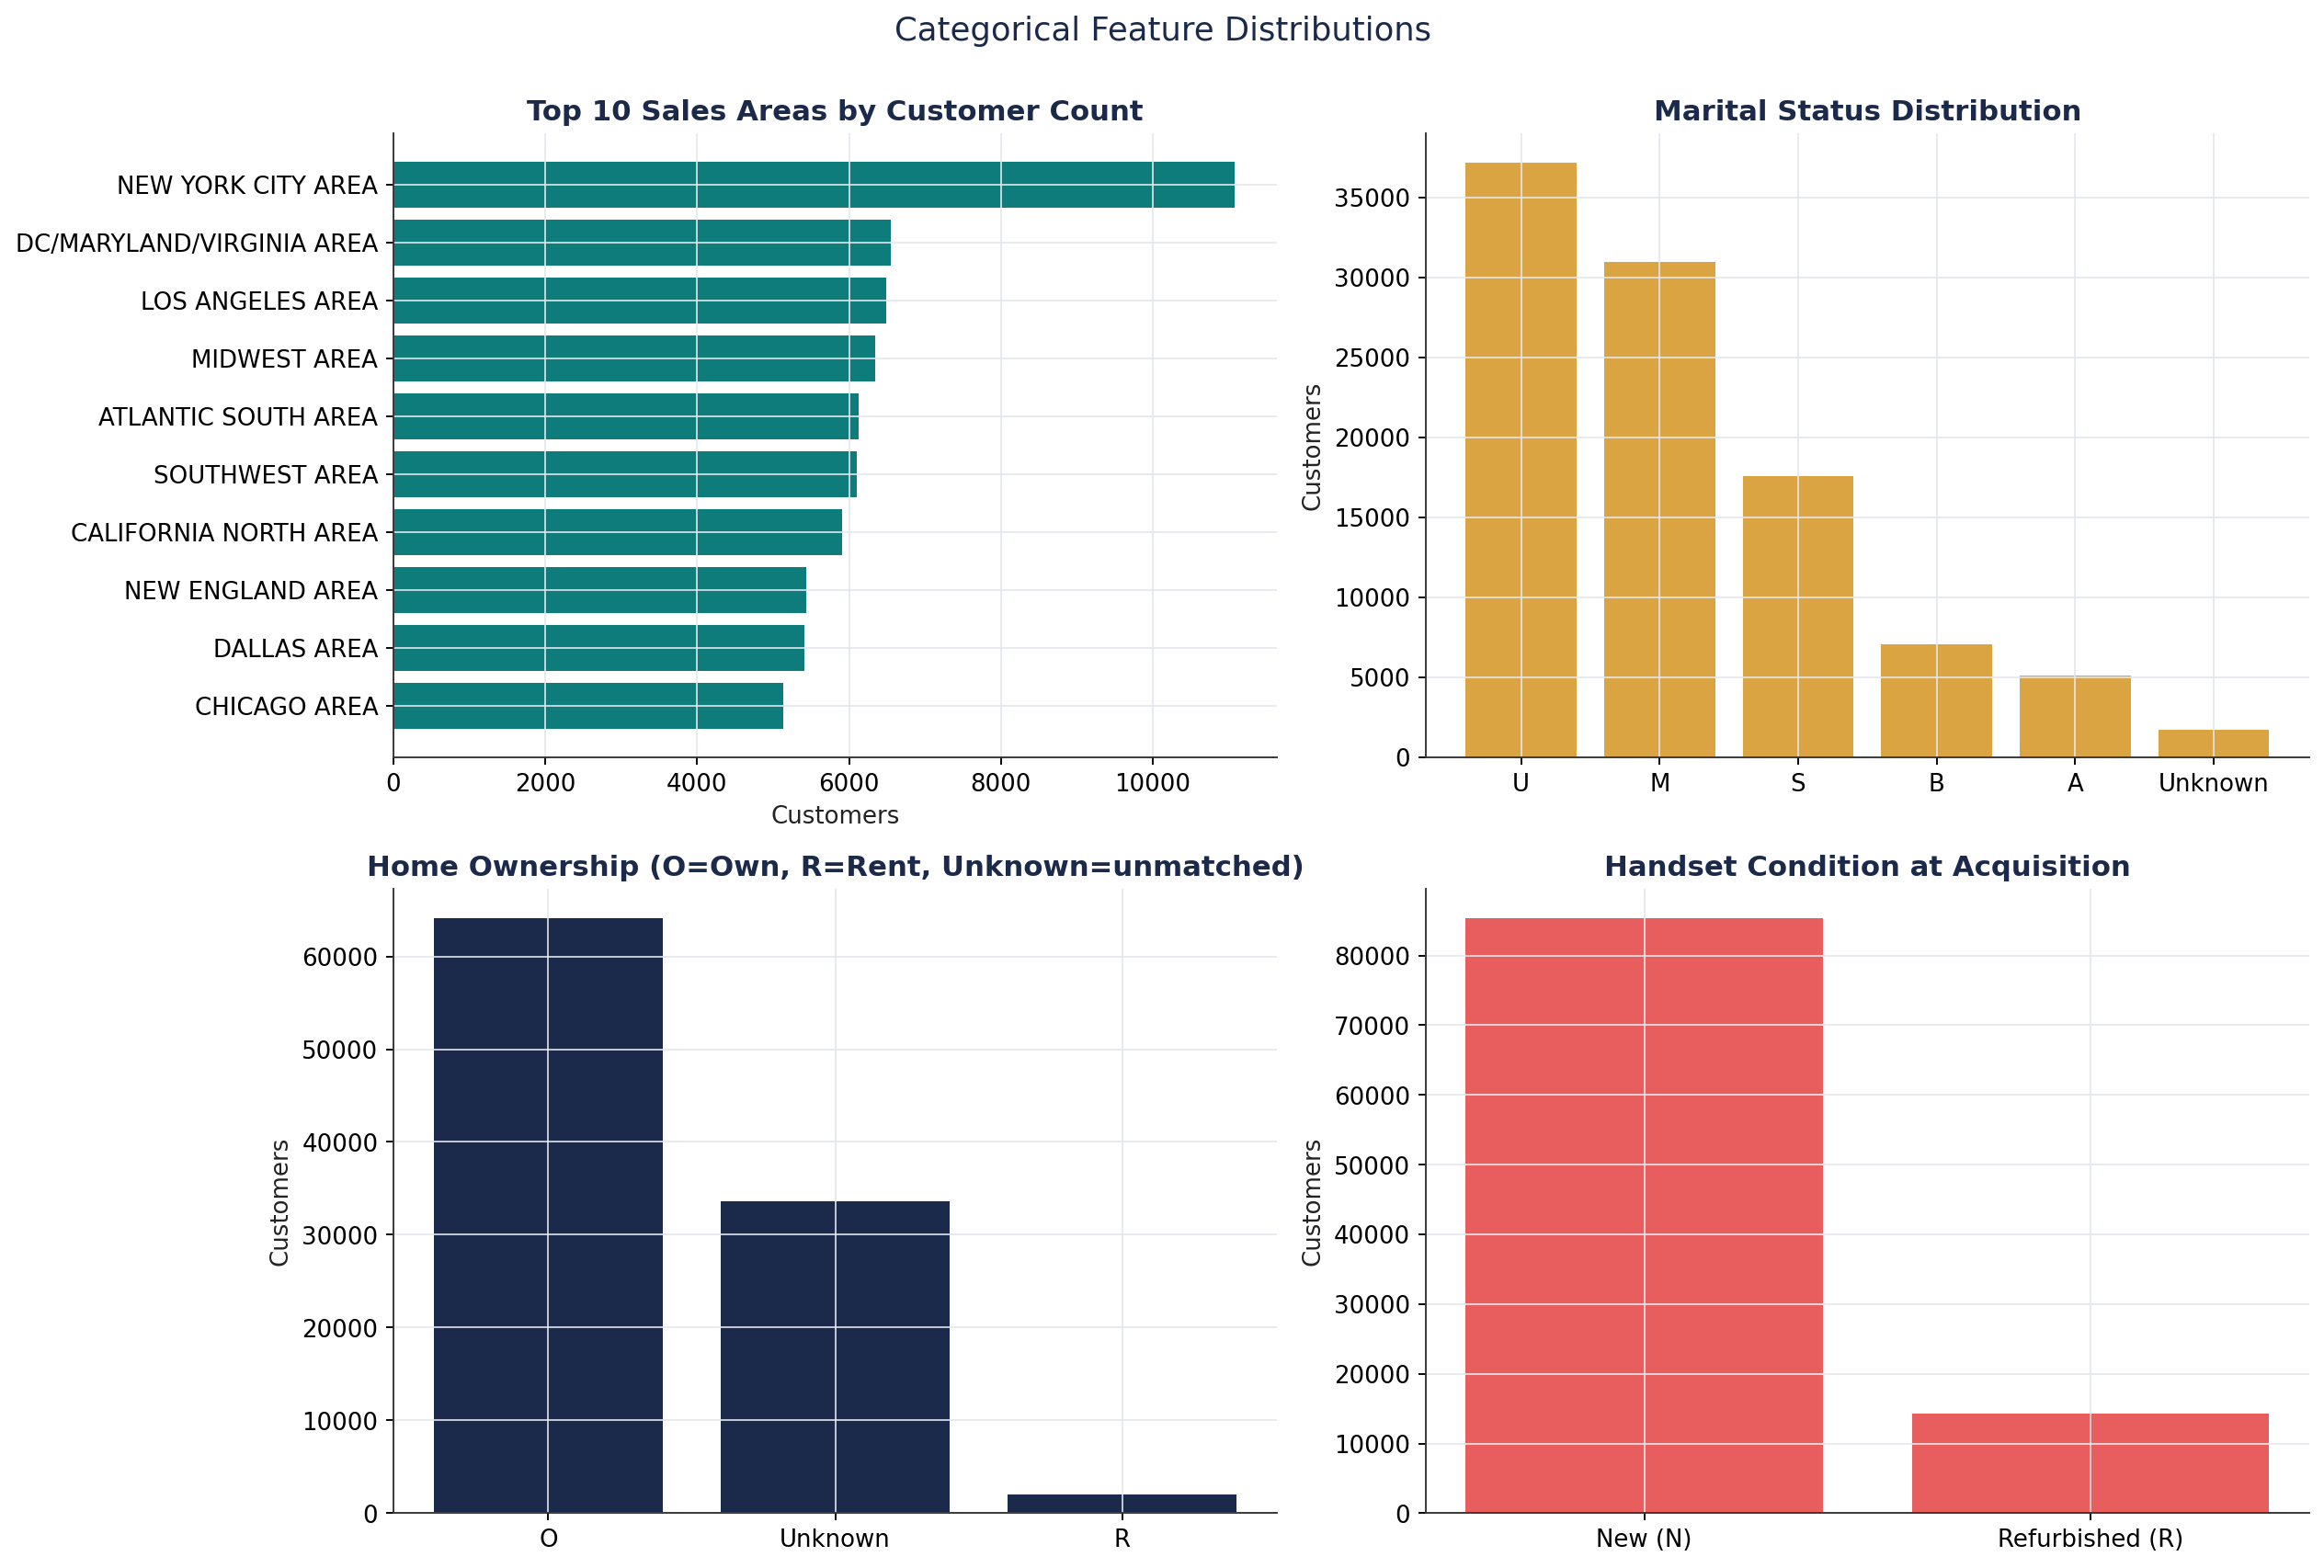 Categorical Feature Distributions
Top 10 Sales Areas by Customer Count
NEW YORK CITY AREA
DC/MARYLAND/VIRGINIA AREA
LOS ANGELES AREA
MIDWEST AREA
ATLANTIC SOUTH AREA
SOUTHWEST AREA
CALIFORNIA NORTH AREA
NEW ENGLAND AREA
DALLAS AREA
CHICAGO AREA
0 2000 4000 6000 8000 10000
Customers
Marital Status Distribution
Customers
35000
30000
25000
20000
15000
10000
5000
0
U M S B A Unknown
Home Ownership (O=Own, R=Rent, Unknown=unmatched)
Customers
60000
50000
40000
30000
20000
10000
0
O Unknown R
Handset Condition at Acquisition
Customers
80000
70000
60000
50000
40000
30000
20000
10000
0
New (N) Refurbished (R)